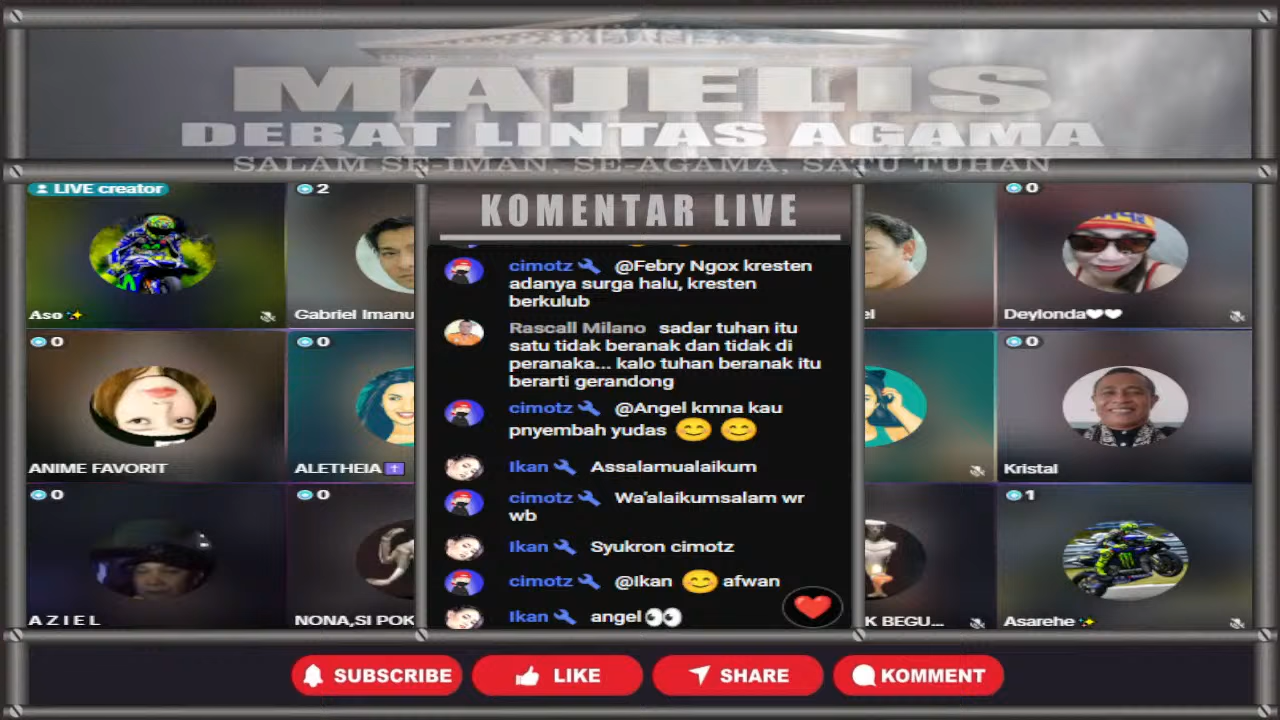 MAJELIS
DEBAT LINTAS AGAMA
SALAM SE-IMAN, SE-AGAMA, SATU TUHAN
LIVE creator
2
0
KOMENTAR LIVE
Aso
Gabriel Imanu
el
Deylonda
cimotz @Febry Ngox kresten
adanya surga halu, kresten
berkulub
Rascall Milano sadar tuhan itu
satu tidak beranak dan tidak di
peranaka... kalo tuhan beranak itu
berarti gerandong
cimotz @Angel kmna kau
pnyembah yudas 😊 😊
Ikan Assalamualaikum
cimotz Wa'alaikumsalam wr
wb
Ikan Syukron cimotz
cimotz @Ikan 😊 afwan
Ikan angel👀
0
0
0
ANIME FAVORIT
ALETHEIA
Kristal
0
0
1
A Z I E L
NONA,SI POK
K BEGU...
Asarehe
SUBSCRIBE
LIKE
SHARE
KOMMENT